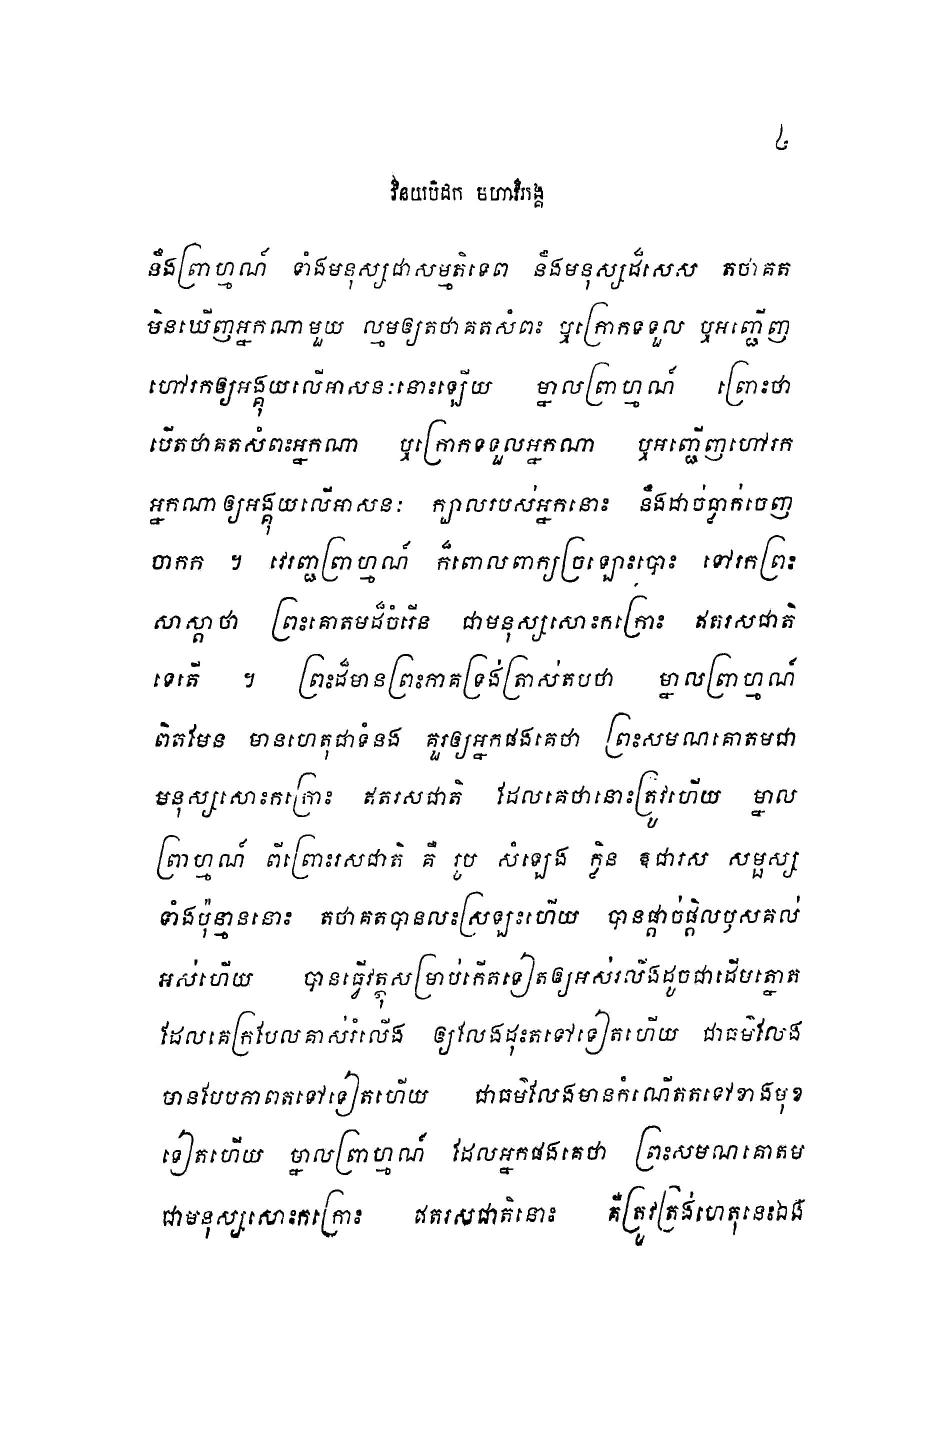 ៤
វិនយបិដក មហាវិភង្គ
នឹងព្រាហ្មណ៍ ទាំងមនុស្សជាសម្មតិទេព នឹងមនុស្សដ៏សេស តថាគត
មិនឃើញអ្នកណាមួយ ល្មមឲ្យតថាគតសំពះ ឬក្រោកទទួល ឬអញ្ជើញ
ហៅរកឲ្យអង្គុយលើអាសនៈនោះឡើយ ម្នាលព្រាហ្មណ៍ ព្រោះថា
បើតថាគតសំពះអ្នកណា ឬក្រោកទទួលអ្នកណា ឬអញ្ជើញហៅរក
អ្នកណាឲ្យអង្គុយលើអាសនៈ ក្បាលរបស់អ្នកនោះ នឹងដាច់ធ្លាក់ចេញ
ចាកក ។ វេរញ្ជព្រាហ្មណ៍ ក៏ពោលពាក្យច្រឡោះបោះ ទៅរកព្រះ
សាស្តាថា ព្រះគោតមដ៏ចំរើន ជាមនុស្សសោះកក្រោះ ឥតរសជាតិ
ទេតើ ។ ព្រះដ៏មានព្រះភាគទ្រង់ត្រាស់តបថា ម្នាលព្រាហ្មណ៍
ពិតមែន មានហេតុជាទំនង គួរឲ្យអ្នកផងគេថា ព្រះសមណគោតមជា
មនុស្សសោះកក្រោះ ឥតរសជាតិ ដែលគេថានោះត្រូវហើយ ម្នាល
ព្រាហ្មណ៍ ពីព្រោះរសជាតិ គឺ រូប សំឡេង ក្លិន ឱជារស សម្ផស្ស
ទាំងប៉ុន្មាននោះ តថាគតបានលះស្រឡះហើយ បានផ្តាច់ផ្តិលឫសគល់
អស់ហើយ បានធ្វើវត្ថុសម្រាប់កើតទៀតឲ្យអស់រលីងដូចជាដើមត្នោត
ដែលគេក្របែលគាស់រំលើង ឲ្យលែងដុះតទៅទៀតហើយ ជាធម៌លែង
មានបែបភាពតទៅទៀតហើយ ជាធម៌លែងមានកំណើតតទៅខាងមុខ
ទៀតហើយ ម្នាលព្រាហ្មណ៍ ដែលអ្នកផងគេថា ព្រះសមណគោតម
ជាមនុស្សសោះកក្រោះ ឥតរសជាតិនោះ គឺត្រូវត្រង់ហេតុនេះឯង